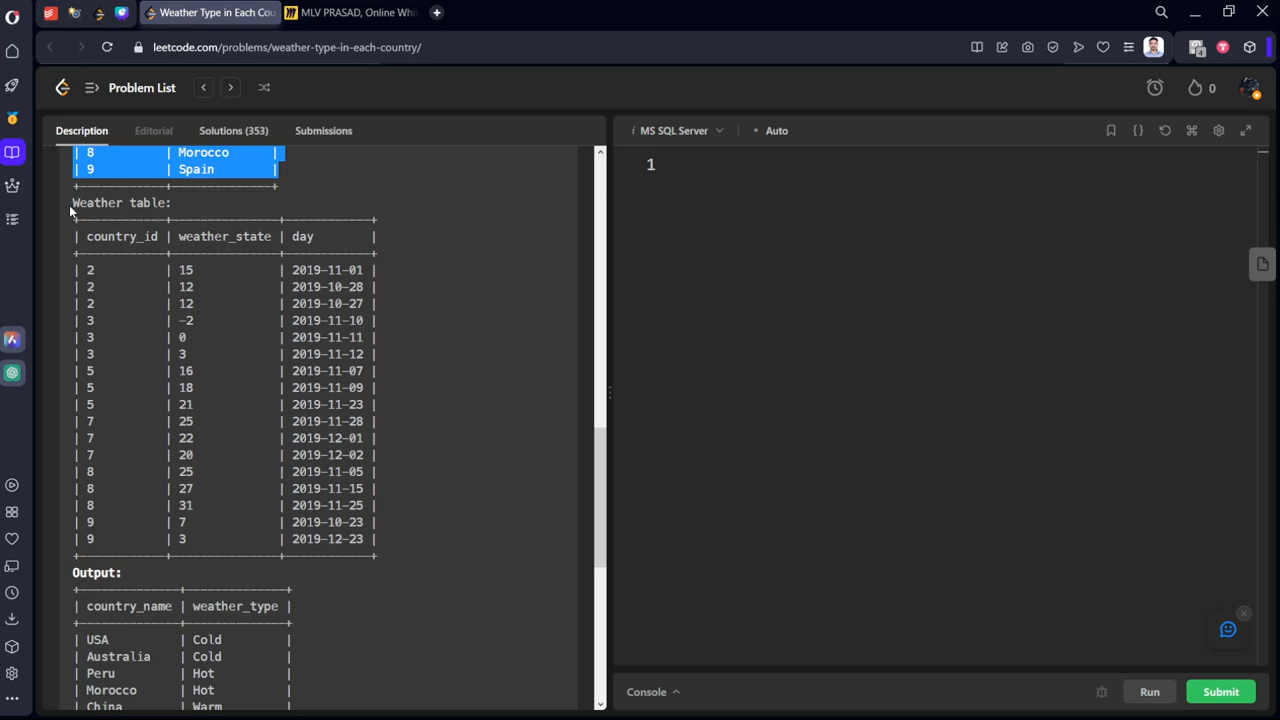 Weather Type in Each Cou
MLV PRASAD, Online Whi
leetcode.com/problems/weather-type-in-each-country/
Problem List
0
Description Editorial Solutions (353) Submissions
i MS SQL Server • Auto
| 8 | Morocco |
| 9 | Spain |
+------------+--------------+
Weather table:
+------------+---------------+------------+
| country_id | weather_state | day |
+------------+---------------+------------+
| 2 | 15 | 2019-11-01 |
| 2 | 12 | 2019-10-28 |
| 2 | 12 | 2019-10-27 |
| 3 | -2 | 2019-11-10 |
| 3 | 0 | 2019-11-11 |
| 3 | 3 | 2019-11-12 |
| 5 | 16 | 2019-11-07 |
| 5 | 18 | 2019-11-09 |
| 5 | 21 | 2019-11-23 |
| 7 | 25 | 2019-11-28 |
| 7 | 22 | 2019-12-01 |
| 7 | 20 | 2019-12-02 |
| 8 | 25 | 2019-11-05 |
| 8 | 27 | 2019-11-15 |
| 8 | 31 | 2019-11-25 |
| 9 | 7 | 2019-10-23 |
| 9 | 3 | 2019-12-23 |
+------------+---------------+------------+
Output:
+--------------+--------------+
| country_name | weather_type |
+--------------+--------------+
| USA | Cold |
| Australia | Cold |
| Peru | Hot |
| Morocco | Hot |
| China | Warm |
1
Console
Run
Submit